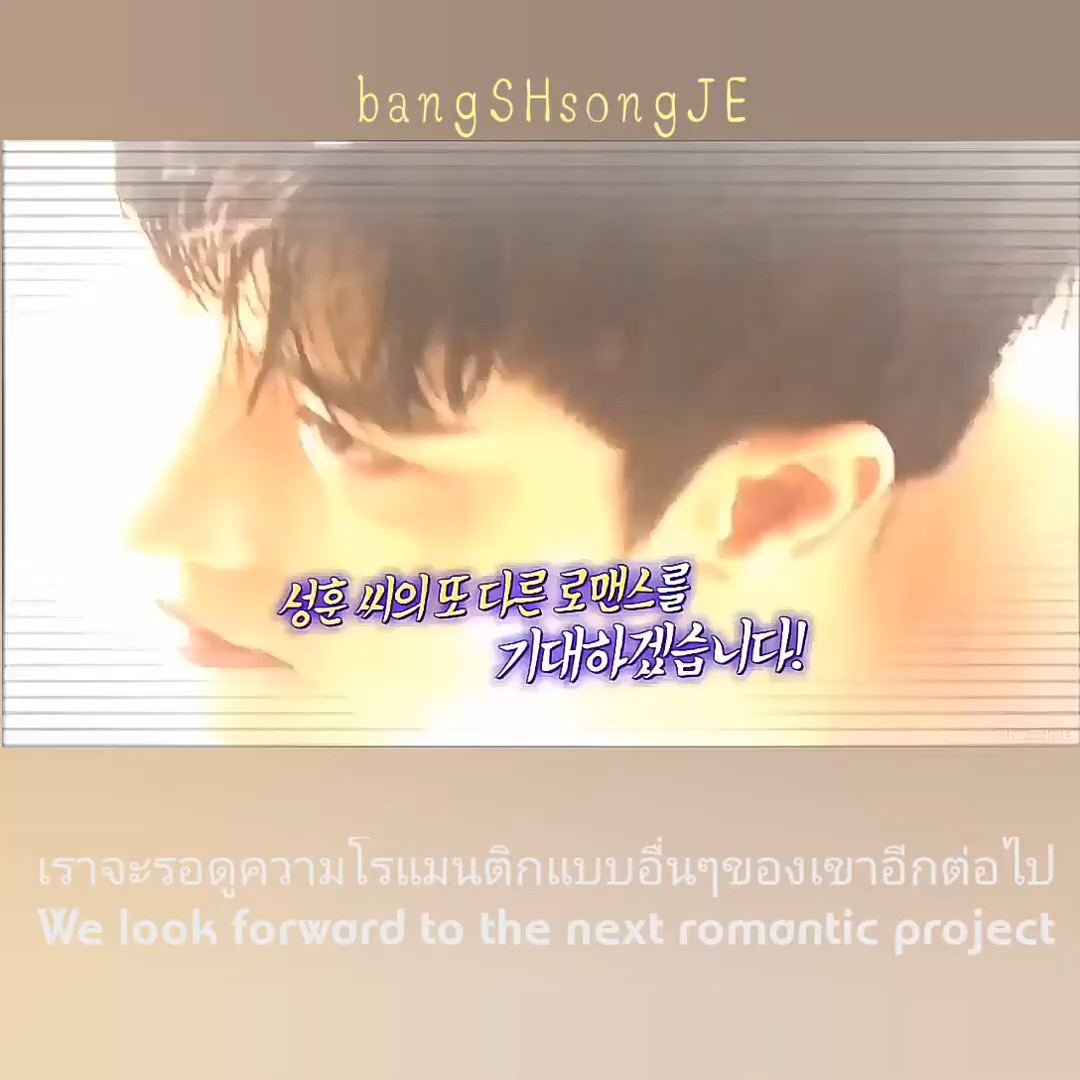 bangSHsongJE
성훈 씨의 또 다른 로맨스를
기대하겠습니다!
เราจะรอดูความโรแมนติกแบบอื่นๆของเขาอีกต่อไป
We look forward to the next romantic project